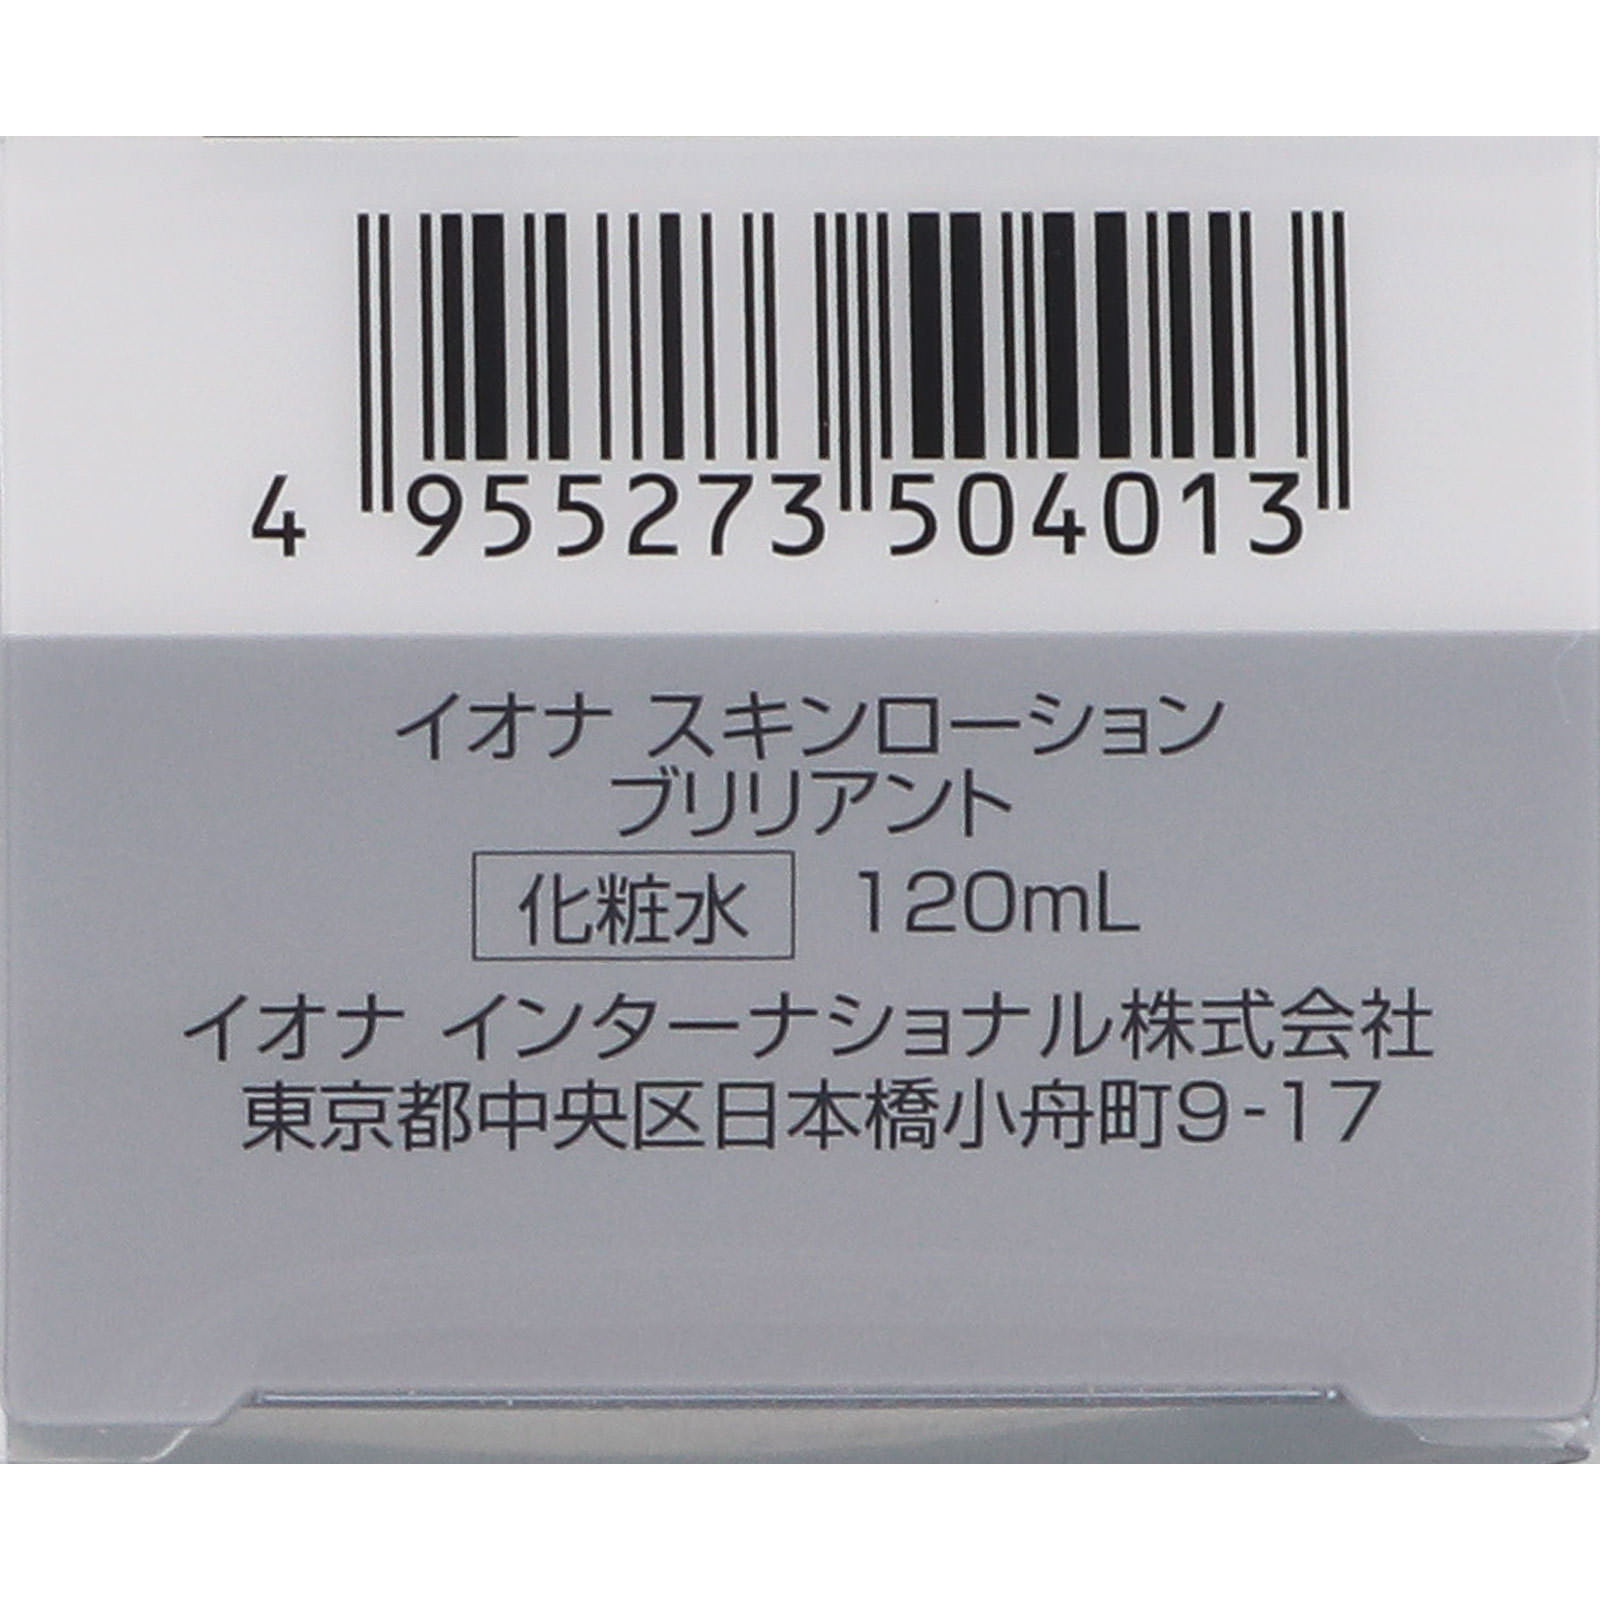 4 955273 504013
イオナ スキンローション
ブリリアント
化粧水 120mL
イオナ インターナショナル株式会社
東京都中央区日本橋小舟町9-17